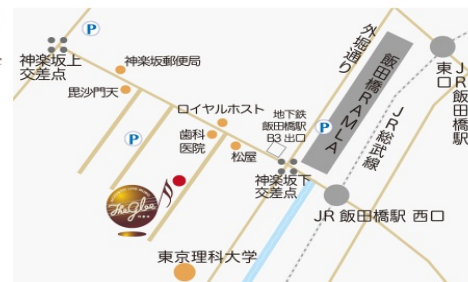 P
神楽坂上
交差点
神楽坂郵便局
毘沙門天
P
ロイヤルホスト
歯科
医院
松屋
地下鉄
飯田橋駅
B3 出口
P
外堀通り
飯田橋RAMLA
JR総武線
JR飯田橋駅
東口
神楽坂下
交差点
JR 飯田橋駅 西口
The Glee
東京理科大学